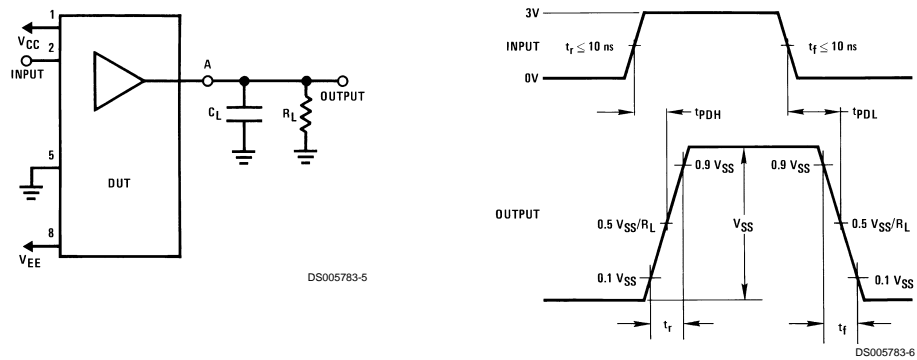 1
VCC
2
INPUT
A
OUTPUT
CL
RL
5
DUT
8
VEE
DS005783-5
3V
INPUT
tr ≤ 10 ns
tf ≤ 10 ns
0V
tPDH
tPDL
0.9 VSS
0.9 VSS
OUTPUT
0.5 VSS/RL
VSS
0.5 VSS/RL
0.1 VSS
0.1 VSS
tr
tf
DS005783-6